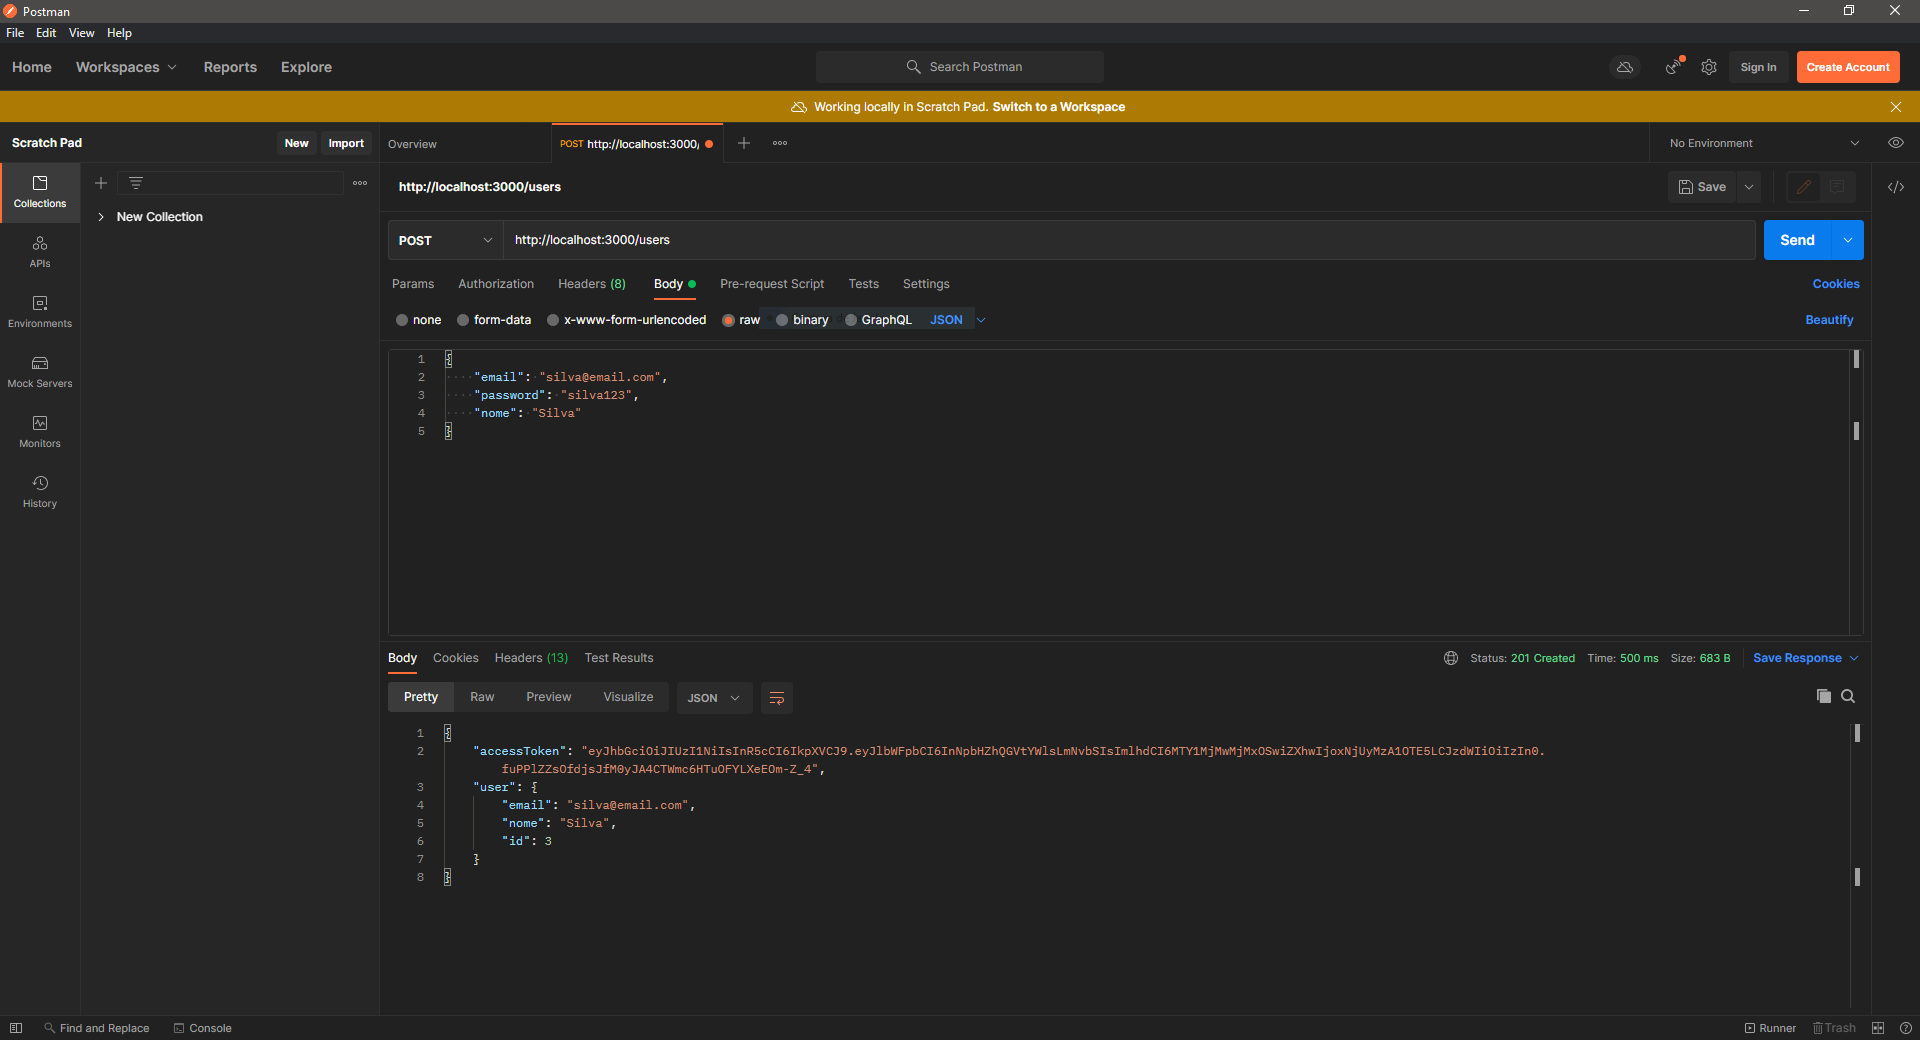 Postman
File Edit View Help
Home Workspaces Reports Explore Search Postman Sign In Create Account
Working locally in Scratch Pad. Switch to a Workspace
Scratch Pad New Import Overview POST http://localhost:3000/ No Environment
Collections
http://localhost:3000/users Save
New Collection
POST http://localhost:3000/users Send
APIs
Params Authorization Headers (8) Body Pre-request Script Tests Settings Cookies
Environments
none form-data x-www-form-urlencoded raw binary GraphQL JSON Beautify
1 {
2 "email": "silva@email.com",
Mock Servers
3 "password": "silva123",
4 "nome": "Silva"
5 }
Monitors
History
Body Cookies Headers (13) Test Results Status: 201 Created Time: 500 ms Size: 683 B Save Response
Pretty Raw Preview Visualize JSON
1 {
2 "accessToken": "eyJhbGciOiJIUzI1NiIsInR5cCI6IkpXVCJ9.eyJlbWFpbCI6InNpbHZhQGVtYWlsLmNvbSIsImlhdCI6MTY1MjMwMjMxOSwiZXhwIjoxNjUyMzA1OTE5LCJzdWIiOiIzIn0.
fuPPlZZsOfdjsJfM0yJA4CTWmc6HTuOFYLXeEOm-Z_4",
3 "user": {
4 "email": "silva@email.com",
5 "nome": "Silva",
6 "id": 3
7 }
8 }
Find and Replace Console Runner Trash